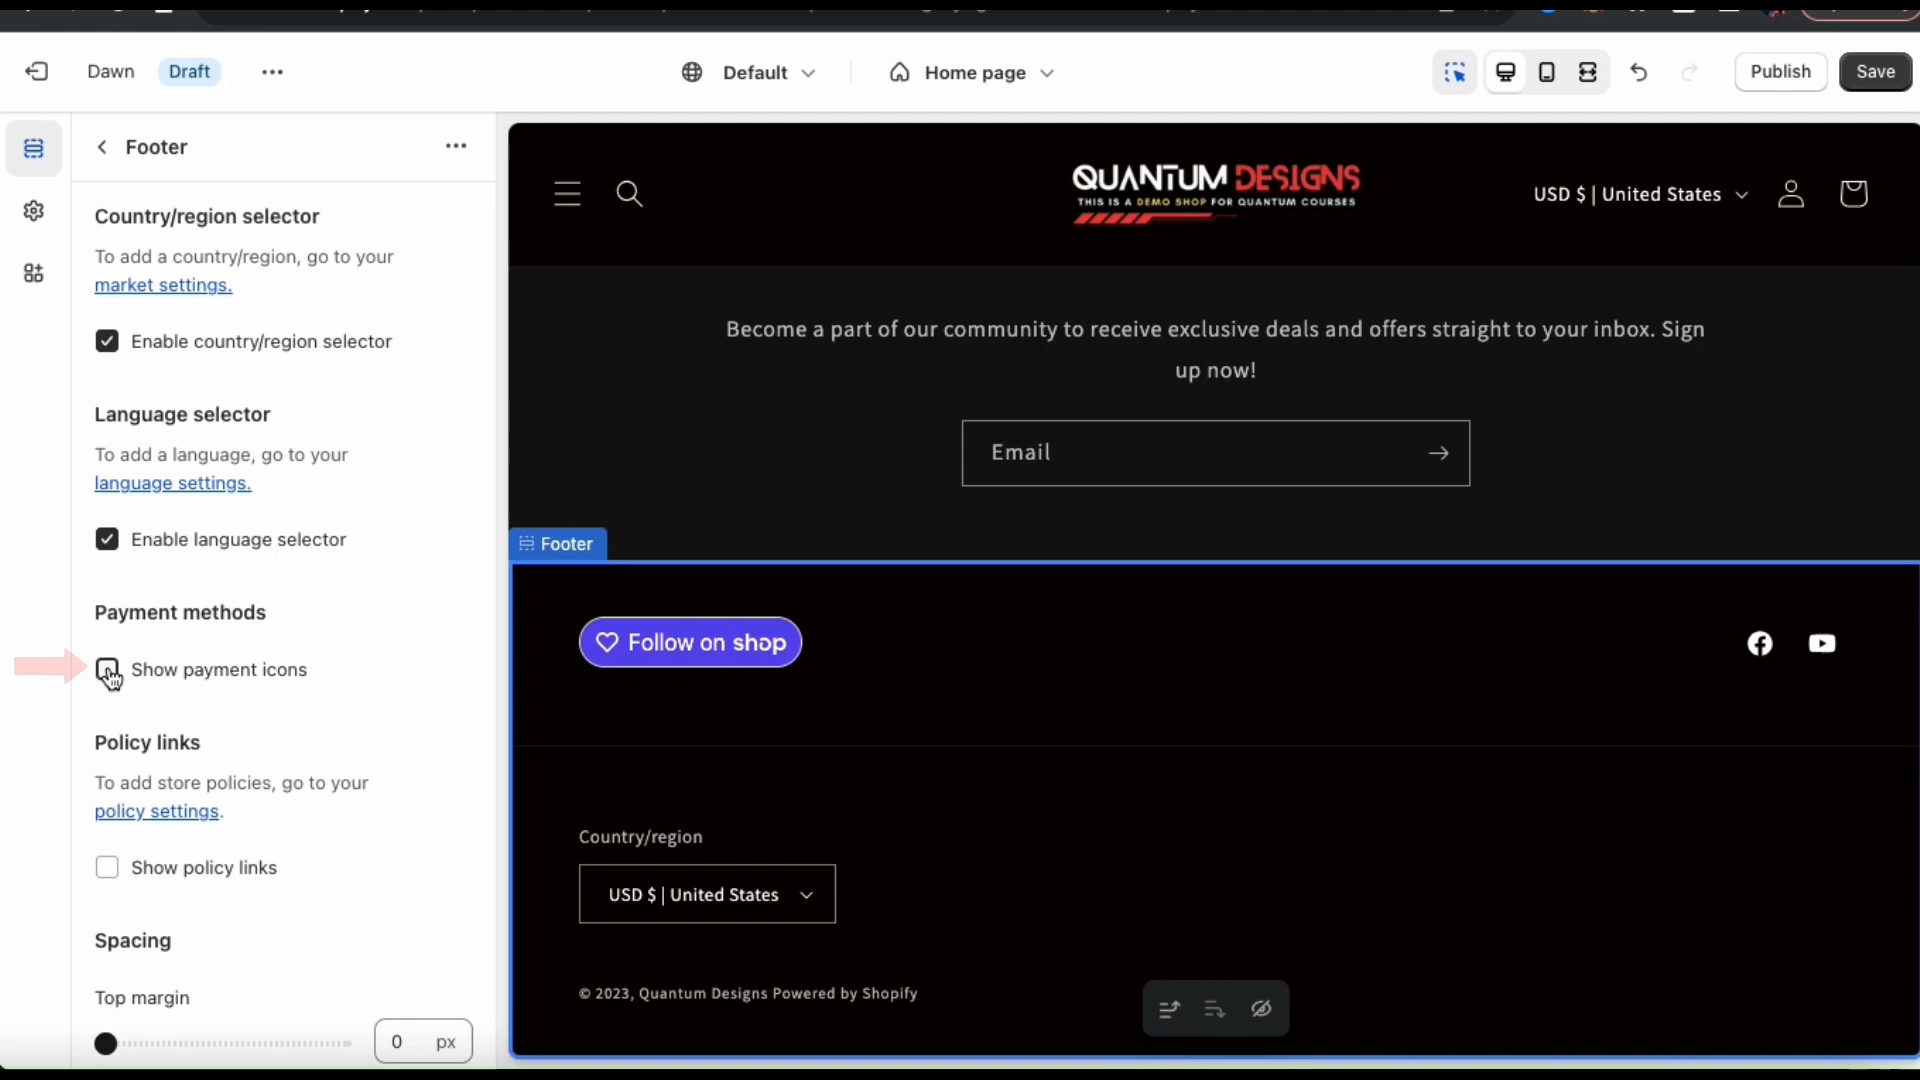 Dawn Draft Default Home page Publish Save
Footer
Country/region selector
To add a country/region, go to your
market settings.
Enable country/region selector
Language selector
To add a language, go to your
language settings.
Enable language selector
Payment methods
Show payment icons
Policy links
To add store policies, go to your
policy settings.
Show policy links
Spacing
Top margin
0 px
QUANTUM DESIGNS
THIS IS A DEMO SHOP FOR QUANTUM COURSES
USD $ | United States
Become a part of our community to receive exclusive deals and offers straight to your inbox. Sign
up now!
Email
Footer
Follow on shop
Country/region
USD $ | United States
© 2023, Quantum Designs Powered by Shopify